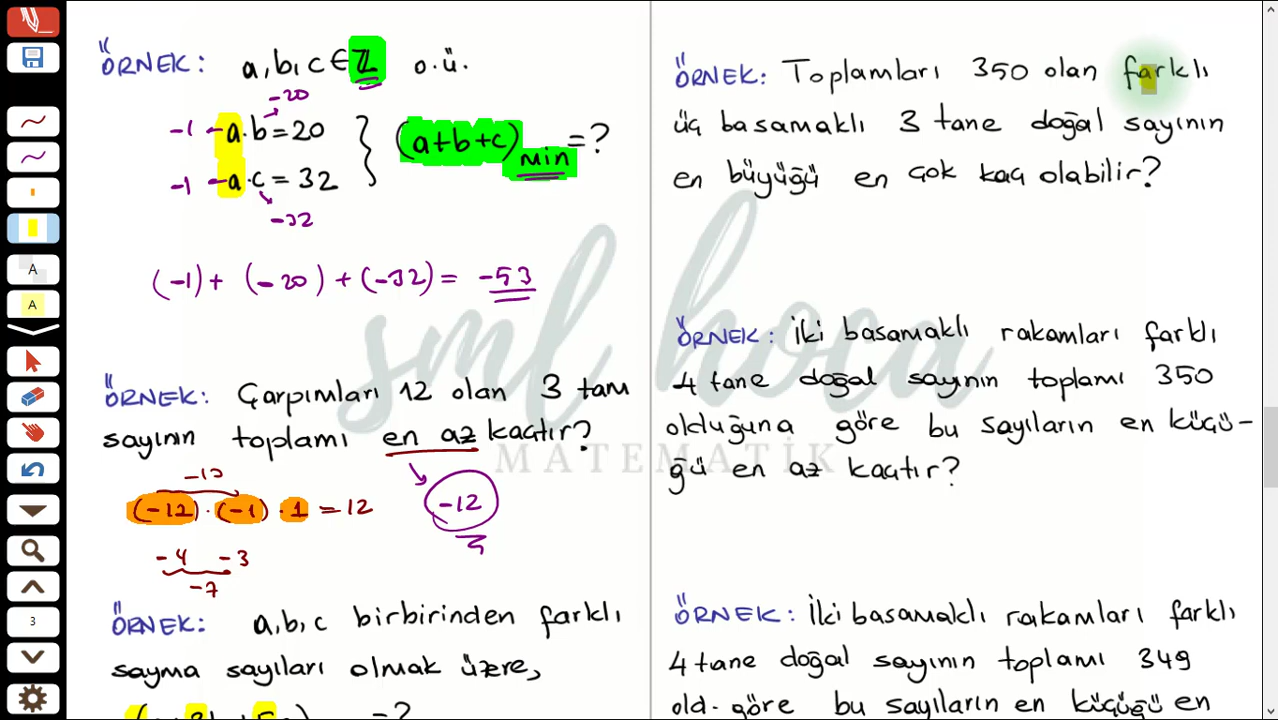 ÖRNEK: a,b,c ∈ ℤ o.ü.
-20
-1 -a.b=20
(a+b+c)min=?
-1 -a.c=32
-32
(-1)+(-20)+(-32)= -53
ÖRNEK: Çarpımları 12 olan 3 tam
sayının toplamı en az kaçtır?
-13
(-12).(-1).1=12
-12
-4 -3
-7
ÖRNEK: a,b,c birbirinden farklı
sayma sayıları olmak üzere,
=?
ÖRNEK: Toplamları 350 olan farklı
üç basamaklı 3 tane doğal sayının
en büyüğü en çok kaç olabilir?
ÖRNEK: İki basamaklı rakamları farklı
4 tane doğal sayının toplamı 350
olduğuna göre bu sayıların en küçü-
ğü en az kaçtır?
ÖRNEK: İki basamaklı rakamları farklı
4 tane doğal sayının toplamı 349
old. göre bu sayıların en küçüğü en
sml hoca
MATEMATİK
A
A
3